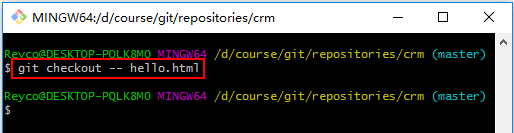 MINGW64:/d/course/git/repositories/crm
Reyco@DESKTOP-PQLK8MO MINGW64 /d/course/git/repositories/crm (master)
$ git checkout -- hello.html
Reyco@DESKTOP-PQLK8MO MINGW64 /d/course/git/repositories/crm (master)
$